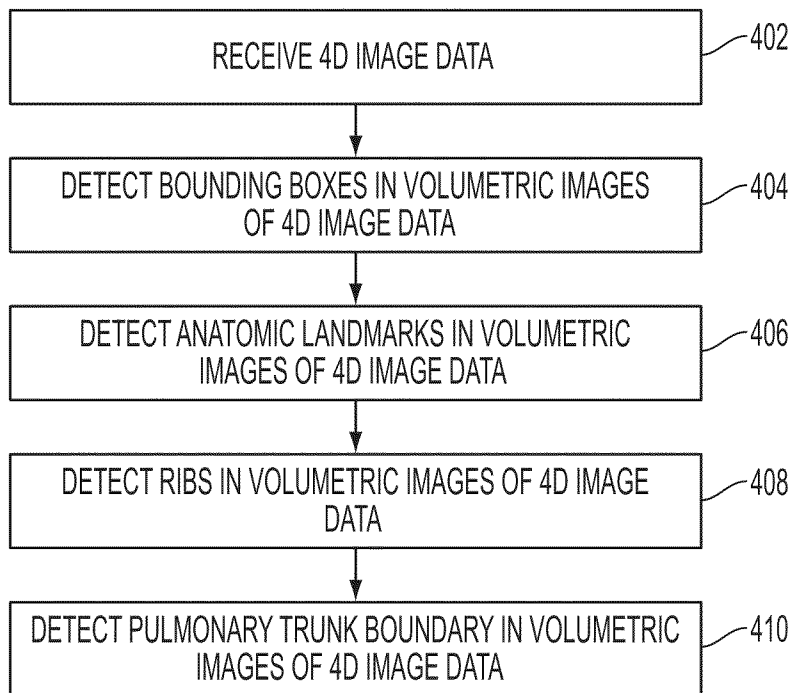 RECEIVE 4D IMAGE DATA
402
DETECT BOUNDING BOXES IN VOLUMETRIC IMAGES
OF 4D IMAGE DATA
404
DETECT ANATOMIC LANDMARKS IN VOLUMETRIC
IMAGES OF 4D IMAGE DATA
406
DETECT RIBS IN VOLUMETRIC IMAGES OF 4D IMAGE
DATA
408
DETECT PULMONARY TRUNK BOUNDARY IN VOLUMETRIC
IMAGES OF 4D IMAGE DATA
410